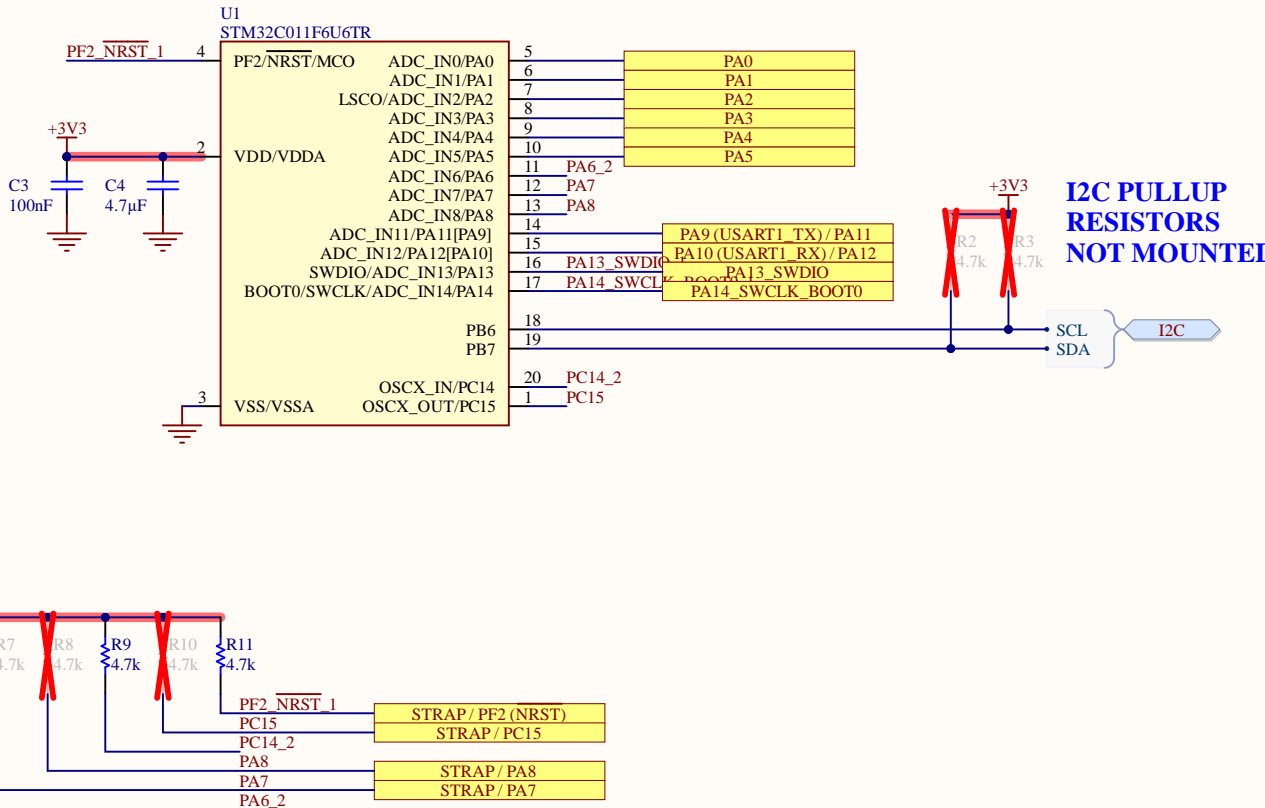 U1
STM32C011F6U6TR
PF2_NRST_1
4
PF2/NRST/MCO
ADC_IN0/PA0
5
PA0
ADC_IN1/PA1
6
PA1
LSCO/ADC_IN2/PA2
7
PA2
ADC_IN3/PA3
8
PA3
ADC_IN4/PA4
9
PA4
+3V3
2
VDD/VDDA
ADC_IN5/PA5
10
PA5
ADC_IN6/PA6
11
PA6_2
ADC_IN7/PA7
12
PA7
ADC_IN8/PA8
13
PA8
C3
100nF
C4
4.7µF
ADC_IN11/PA11[PA9]
14
PA9 (USART1_TX) / PA11
ADC_IN12/PA12[PA10]
15
PA10 (USART1_RX) / PA12
SWDIO/ADC_IN13/PA13
16
PA13_SWDIO
PA13_SWDIO
BOOT0/SWCLK/ADC_IN14/PA14
17
PA14_SWCLK_BOOT0
+3V3
R2
4.7k
R3
4.7k
I2C PULLUP
RESISTORS
NOT MOUNTED
PB6
18
SCL
PB7
19
SDA
I2C
OSCX_IN/PC14
20
PC14_2
3
VSS/VSSA
OSCX_OUT/PC15
1
PC15
R7
4.7k
R8
4.7k
R9
4.7k
R10
4.7k
R11
4.7k
PF2_NRST_1
STRAP / PF2 (NRST)
PC15
STRAP / PC15
PC14_2
PA8
STRAP / PA8
PA7
STRAP / PA7
PA6_2